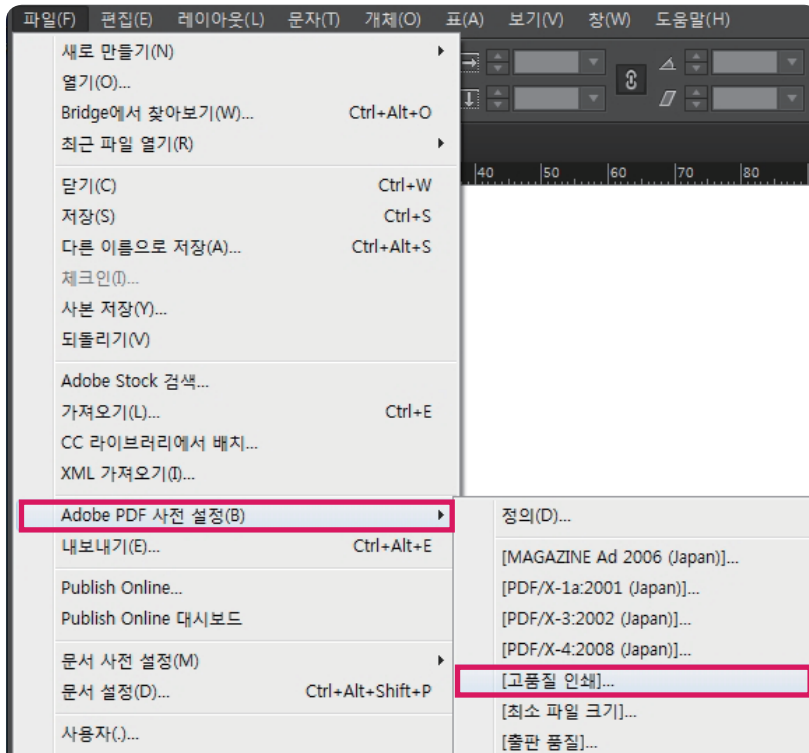 파일(F) 편집(E) 레이아웃(L) 문자(T) 개체(O) 표(A) 보기(V) 창(W) 도움말(H)
새로 만들기(N)
열기(O)...
Bridge에서 찾아보기(W)... Ctrl+Alt+O
최근 파일 열기(R)
40 50 60 70 80
닫기(C) Ctrl+W
저장(S) Ctrl+S
다른 이름으로 저장(A)... Ctrl+Alt+S
체크인(I)...
사본 저장(Y)...
되돌리기(V)
Adobe Stock 검색...
가져오기(L)... Ctrl+E
CC 라이브러리에서 배치...
XML 가져오기(I)...
Adobe PDF 사전 설정(B)
내보내기(E)... Ctrl+Alt+E
Publish Online...
Publish Online 대시보드
문서 사전 설정(M)
문서 설정(D)... Ctrl+Alt+Shift+P
사용자(.)...
정의(D)...
[MAGAZINE Ad 2006 (Japan)]...
[PDF/X-1a:2001 (Japan)]...
[PDF/X-3:2002 (Japan)]...
[PDF/X-4:2008 (Japan)]...
[고품질 인쇄]...
[최소 파일 크기]...
[출판 품질]...